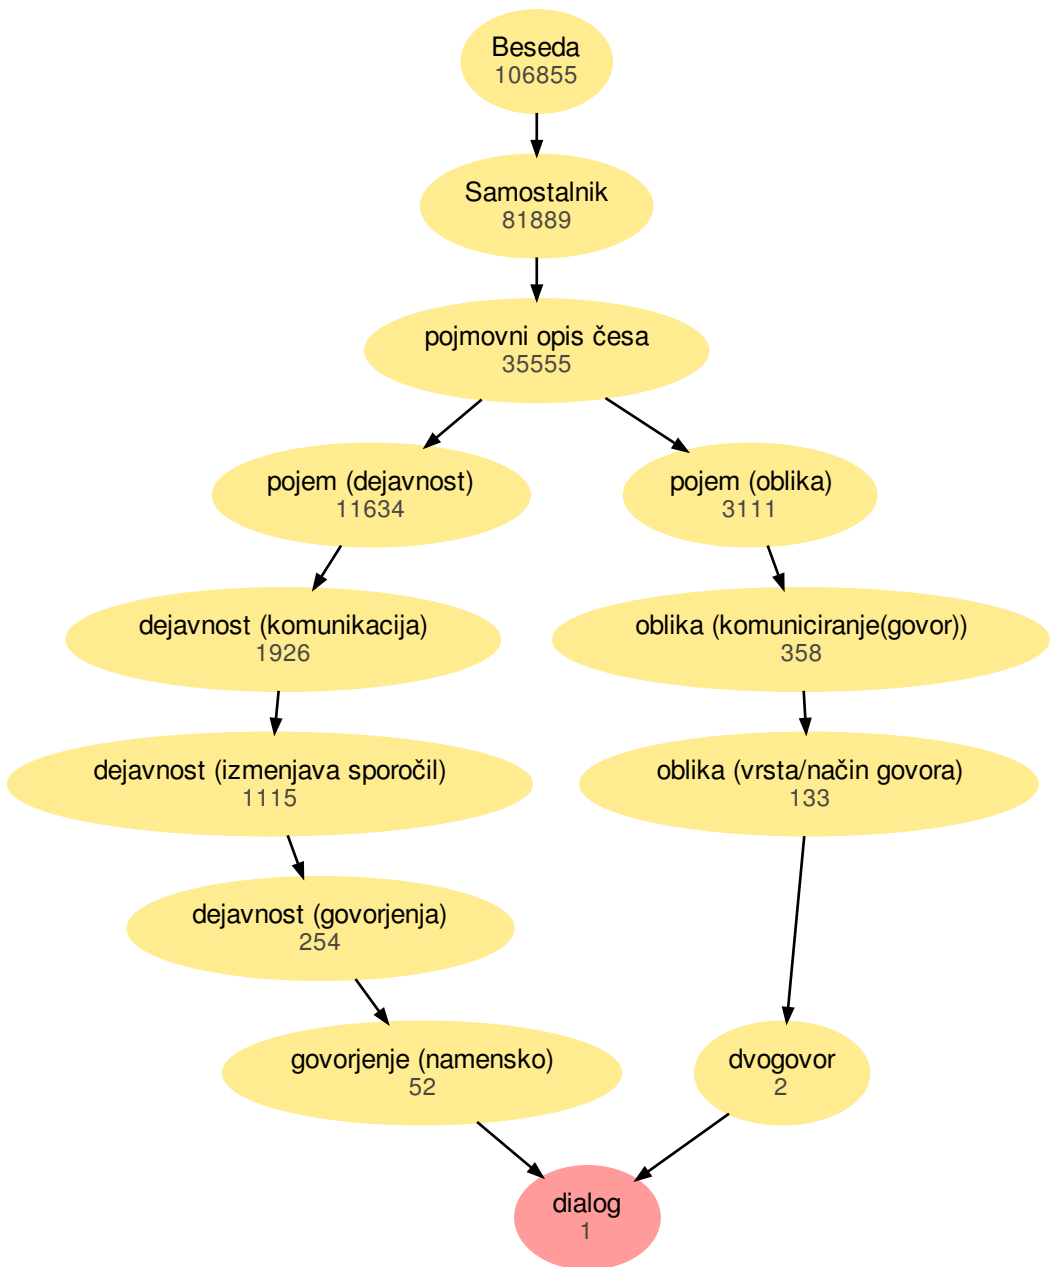 Beseda
106855
Samostalnik
81889
pojmovni opis česa
35555
pojem (dejavnost)
11634
pojem (oblika)
3111
dejavnost (komunikacija)
1926
oblika (komuniciranje(govor))
358
dejavnost (izmenjava sporočil)
1115
oblika (vrsta/način govora)
133
dejavnost (govorjenja)
254
govorjenje (namensko)
52
dvogovor
2
dialog
1